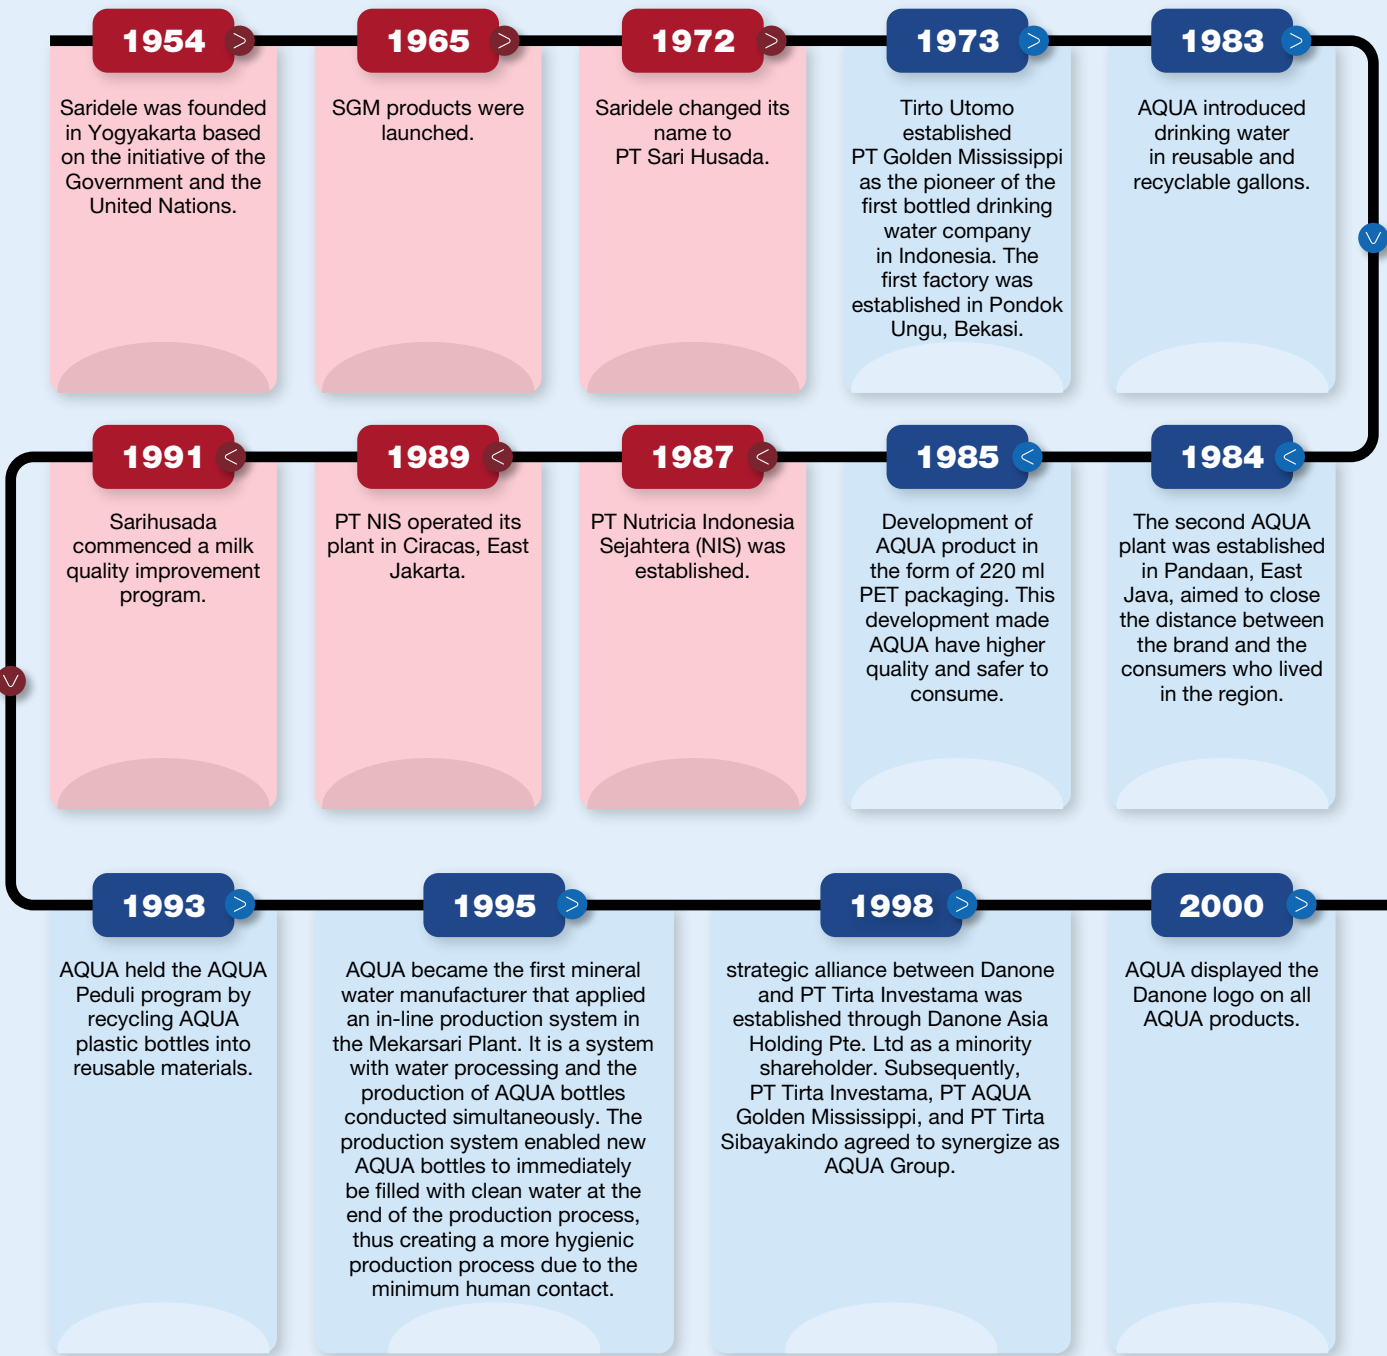 1954
Saridele was founded
in Yogyakarta based
on the initiative of the
Government and the
United Nations.
1965
SGM products were
launched.
1972
Saridele changed its
name to
PT Sari Husada.
1973
Tirto Utomo
established
PT Golden Mississippi
as the pioneer of the
first bottled drinking
water company
in Indonesia. The
first factory was
established in Pondok
Ungu, Bekasi.
1983
AQUA introduced
drinking water
in reusable and
recyclable gallons.
1984
The second AQUA
plant was established
in Pandaan, East
Java, aimed to close
the distance between
the brand and the
consumers who lived
in the region.
1985
Development of
AQUA product in
the form of 220 ml
PET packaging. This
development made
AQUA have higher
quality and safer to
consume.
1987
PT Nutricia Indonesia
Sejahtera (NIS) was
established.
1989
PT NIS operated its
plant in Ciracas, East
Jakarta.
1991
Sarihusada
commenced a milk
quality improvement
program.
1993
AQUA held the AQUA
Peduli program by
recycling AQUA
plastic bottles into
reusable materials.
1995
AQUA became the first mineral
water manufacturer that applied
an in-line production system in
the Mekarsari Plant. It is a system
with water processing and the
production of AQUA bottles
conducted simultaneously. The
production system enabled new
AQUA bottles to immediately
be filled with clean water at the
end of the production process,
thus creating a more hygienic
production process due to the
minimum human contact.
1998
strategic alliance between Danone
and PT Tirta Investama was
established through Danone Asia
Holding Pte. Ltd as a minority
shareholder. Subsequently,
PT Tirta Investama, PT AQUA
Golden Mississippi, and PT Tirta
Sibayakindo agreed to synergize as
AQUA Group.
2000
AQUA displayed the
Danone logo on all
AQUA products.